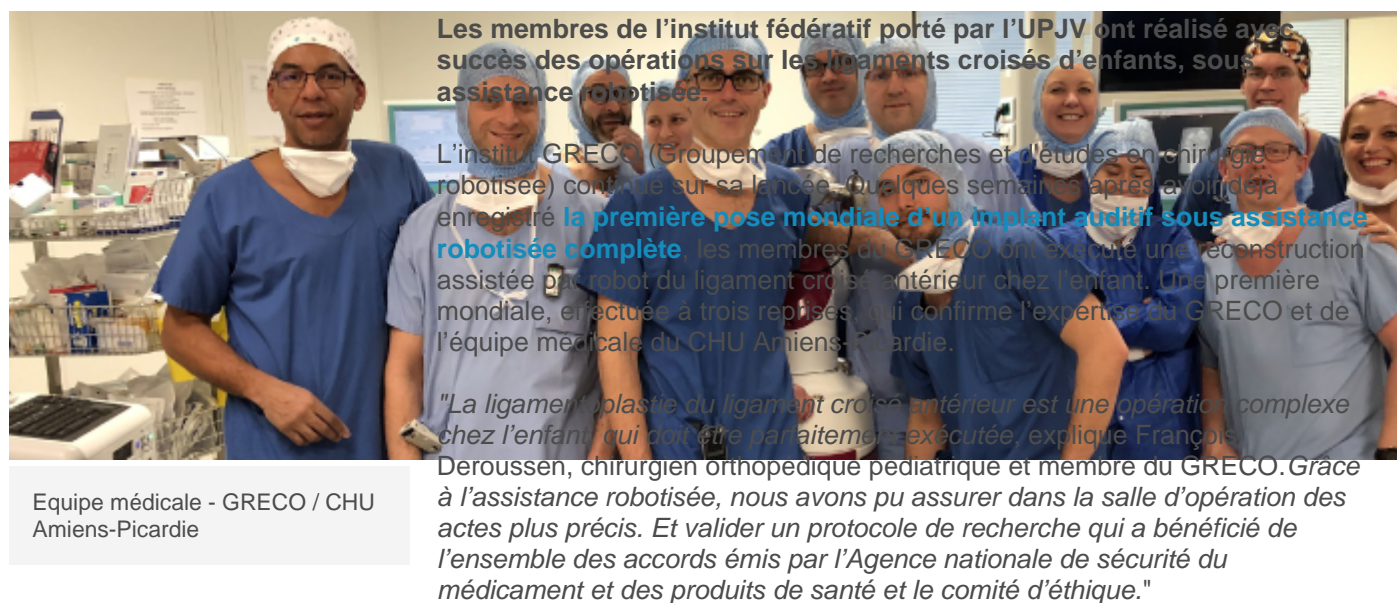 Les membres de l’institut fédératif porté par l’UPJV ont réalisé avec
succès des opérations sur les ligaments croisés d’enfants, sous
assistance robotisée.
L’institut GRECO (Groupement de recherches et d’études en chirurgie
robotisée) continue sur sa lancée. Quelques semaines après avoir déjà
enregistré la première pose mondiale d’un implant auditif sous assistance
robotisée complète, les membres du GRECO ont exécuté une reconstruction
assistée par robot du ligament croisé antérieur chez l’enfant. Une première
mondiale, effectuée à trois reprises, qui confirme l’expertise du GRECO et de
l’équipe médicale du CHU Amiens-Picardie.
"La ligamentoplastie du ligament croisé antérieur est une opération complexe
chez l’enfant, qui doit être parfaitement exécutée, explique François
Deroussen, chirurgien orthopédique pédiatrique et membre du GRECO.Grâce
à l’assistance robotisée, nous avons pu assurer dans la salle d’opération des
actes plus précis. Et valider un protocole de recherche qui a bénéficié de
l’ensemble des accords émis par l’Agence nationale de sécurité du
médicament et des produits de santé et le comité d’éthique."
Equipe médicale - GRECO / CHU
Amiens-Picardie